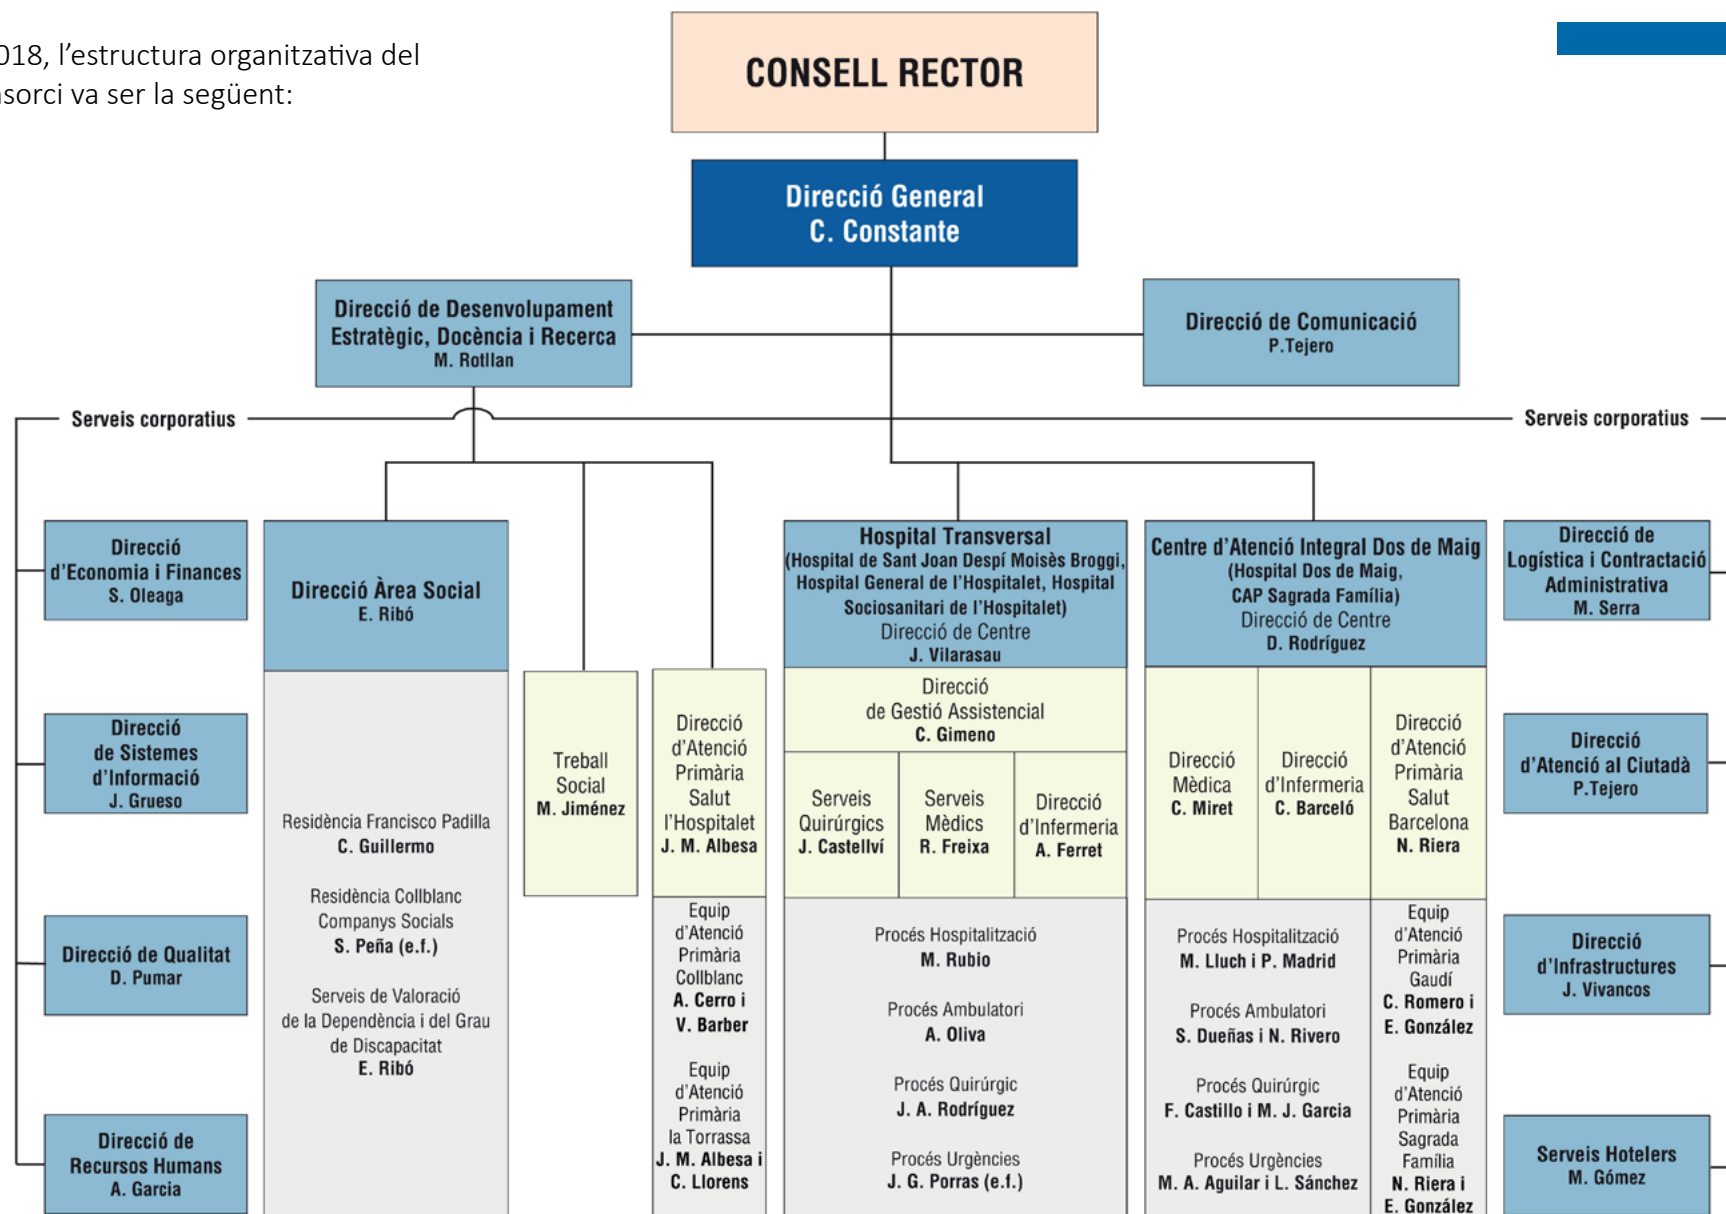 018, l'estructura organitzativa del
nsorci va ser la següent:
CONSELL RECTOR
Direcció General
C. Constante
Direcció de Desenvolupament
Estratègic, Docència i Recerca
M. Rotllan
Direcció de Comunicació
P.Tejero
Serveis corporatius
Serveis corporatius
Direcció
d'Economia i Finances
S. Oleaga
Direcció
de Sistemes
d'Informació
J. Grueso
Direcció de Qualitat
D. Pumar
Direcció de
Recursos Humans
A. Garcia
Direcció Àrea Social
E. Ribó
Residència Francisco Padilla
C. Guillermo
Residència Collblanc
Companys Socials
S. Peña (e.f.)
Serveis de Valoració
de la Dependència i del Grau
de Discapacitat
E. Ribó
Treball
Social
M. Jiménez
Direcció
d'Atenció
Primària
Salut
l'Hospitalet
J. M. Albesa
Equip
d'Atenció
Primària
Collblanc
A. Cerro i
V. Barber
Equip
d'Atenció
Primària
la Torrassa
J. M. Albesa i
C. Llorens
Hospital Transversal
(Hospital de Sant Joan Despí Moisès Broggi,
Hospital General de l'Hospitalet, Hospital
Sociosanitari de l'Hospitalet)
Direcció de Centre
J. Vilarasau
Direcció
de Gestió Assistencial
C. Gimeno
Serveis
Quirúrgics
J. Castellví
Serveis
Mèdics
R. Freixa
Direcció
d'Infermeria
A. Ferret
Procés Hospitalització
M. Rubio
Procés Ambulatori
A. Oliva
Procés Quirúrgic
J. A. Rodríguez
Procés Urgències
J. G. Porras (e.f.)
Centre d'Atenció Integral Dos de Maig
(Hospital Dos de Maig,
CAP Sagrada Família)
Direcció de Centre
D. Rodríguez
Direcció
Mèdica
C. Miret
Direcció
d'Infermeria
C. Barceló
Direcció
d'Atenció
Primària
Salut
Barcelona
N. Riera
Procés Hospitalització
M. Lluch i P. Madrid
Procés Ambulatori
S. Dueñas i N. Rivero
Procés Quirúrgic
F. Castillo i M. J. Garcia
Procés Urgències
M. A. Aguilar i L. Sánchez
Equip
d'Atenció
Primària
Gaudí
C. Romero i
E. González
Equip
d'Atenció
Primària
Sagrada
Família
N. Riera i
E. González
Direcció de
Logística i Contractació
Administrativa
M. Serra
Direcció
d'Atenció al Ciutadà
P.Tejero
Direcció
d'Infrastructures
J. Vivancos
Serveis Hotelers
M. Gómez